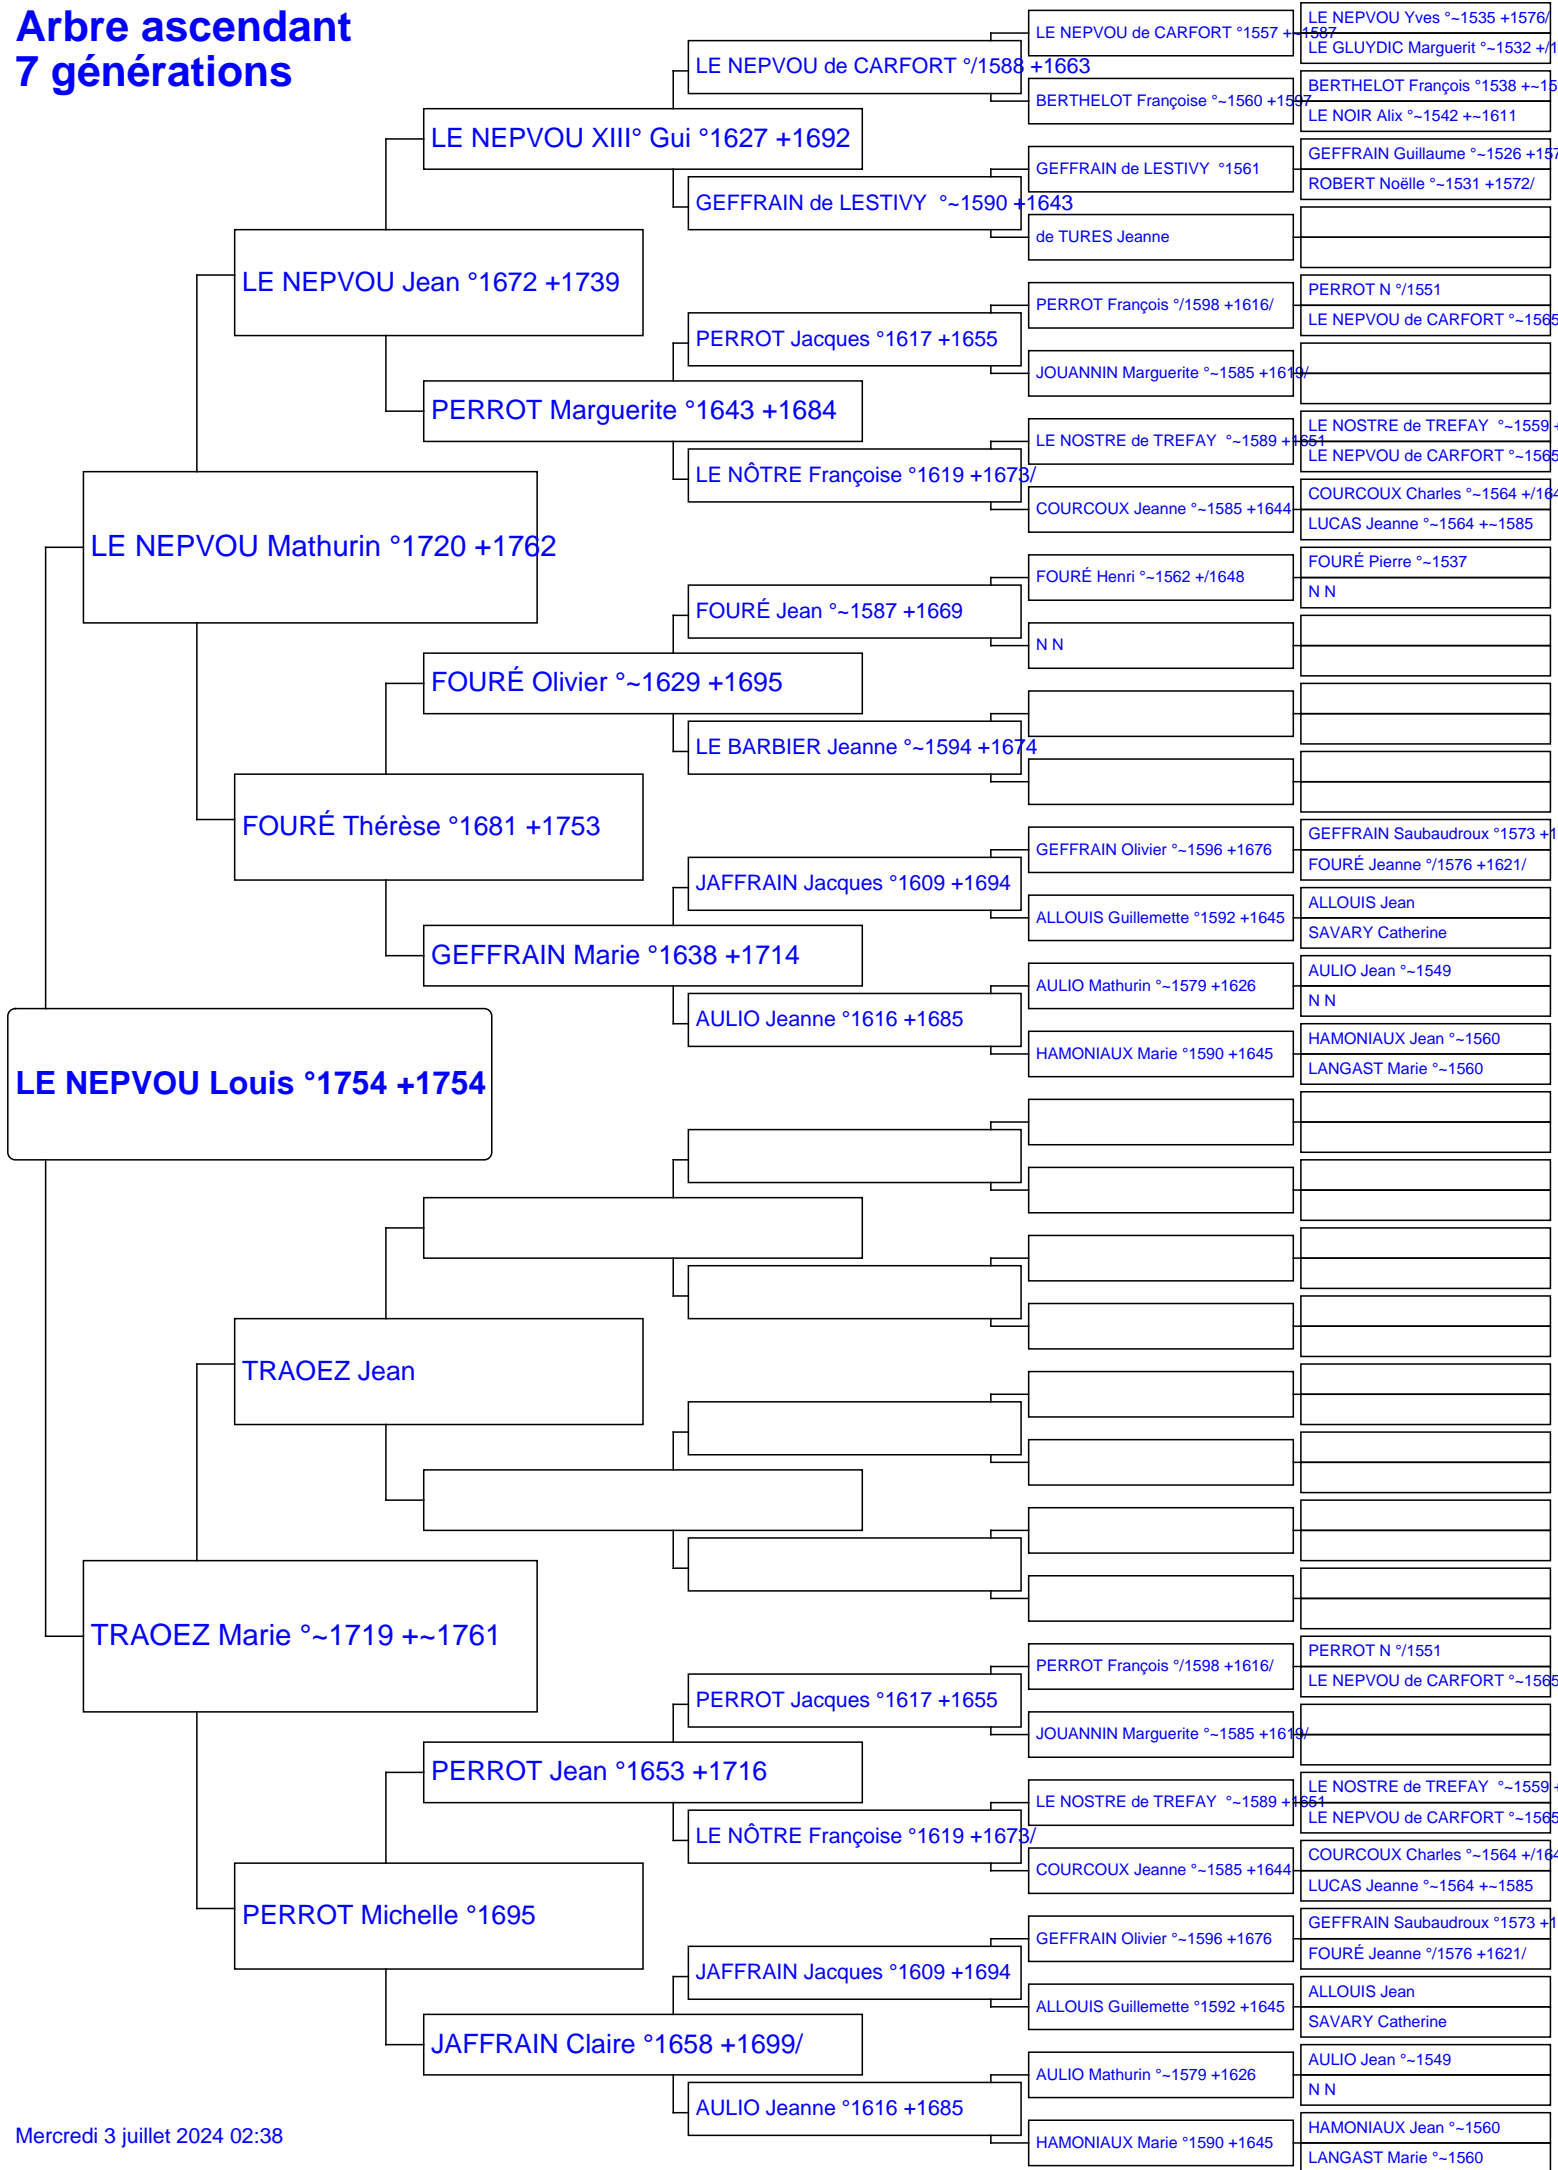 Arbre ascendant
7 générations
LE NEPVOU Louis °1754 +1754
LE NEPVOU Mathurin °1720 +1762
TRAOEZ Marie °~1719 +~1761
LE NEPVOU Jean °1672 +1739
FOURÉ Thérèse °1681 +1753
TRAOEZ Jean
PERROT Michelle °1695
LE NEPVOU XIII° Gui °1627 +1692
PERROT Marguerite °1643 +1684
FOURÉ Olivier °~1629 +1695
GEFFRAIN Marie °1638 +1714
PERROT Jean °1653 +1716
JAFFRAIN Claire °1658 +1699/
LE NEPVOU de CARFORT °/1588 +1663
GEFFRAIN de LESTIVY °~1590 +1643
PERROT Jacques °1617 +1655
LE NÔTRE Françoise °1619 +1673/
FOURÉ Jean °~1587 +1669
LE BARBIER Jeanne °~1594 +1674
JAFFRAIN Jacques °1609 +1694
AULIO Jeanne °1616 +1685
PERROT Jacques °1617 +1655
LE NÔTRE Françoise °1619 +1673/
JAFFRAIN Jacques °1609 +1694
AULIO Jeanne °1616 +1685
LE NEPVOU de CARFORT °1557 +~1587
BERTHELOT Françoise °~1560 +1597
GEFFRAIN de LESTIVY °1561
de TURES Jeanne
PERROT François °/1598 +1616/
JOUANNIN Marguerite °~1585 +1619/
LE NOSTRE de TREFAY °~1589 +1651
COURCOUX Jeanne °~1585 +1644
FOURÉ Henri °~1562 +/1648
N N
GEFFRAIN Olivier °~1596 +1676
ALLOUIS Guillemette °1592 +1645
AULIO Mathurin °~1579 +1626
HAMONIAUX Marie °1590 +1645
PERROT François °/1598 +1616/
JOUANNIN Marguerite °~1585 +1619/
LE NOSTRE de TREFAY °~1589 +1651
COURCOUX Jeanne °~1585 +1644
GEFFRAIN Olivier °~1596 +1676
ALLOUIS Guillemette °1592 +1645
AULIO Mathurin °~1579 +1626
HAMONIAUX Marie °1590 +1645
LE NEPVOU Yves °~1535 +1576/
LE GLUYDIC Marguerit °~1532 +/1
BERTHELOT François °1538 +~15
LE NOIR Alix °~1542 +~1611
GEFFRAIN Guillaume °~1526 +157
ROBERT Noëlle °~1531 +1572/
PERROT N °/1551
LE NEPVOU de CARFORT °~1565
LE NOSTRE de TREFAY °~1559 +
LE NEPVOU de CARFORT °~1565
COURCOUX Charles °~1564 +/164
LUCAS Jeanne °~1564 +~1585
FOURÉ Pierre °~1537
N N
GEFFRAIN Saubaudroux °1573 +1
FOURÉ Jeanne °/1576 +1621/
ALLOUIS Jean
SAVARY Catherine
AULIO Jean °~1549
N N
HAMONIAUX Jean °~1560
LANGAST Marie °~1560
PERROT N °/1551
LE NEPVOU de CARFORT °~1565
LE NOSTRE de TREFAY °~1559 +
LE NEPVOU de CARFORT °~1565
COURCOUX Charles °~1564 +/164
LUCAS Jeanne °~1564 +~1585
GEFFRAIN Saubaudroux °1573 +1
FOURÉ Jeanne °/1576 +1621/
ALLOUIS Jean
SAVARY Catherine
AULIO Jean °~1549
N N
HAMONIAUX Jean °~1560
LANGAST Marie °~1560
Mercredi 3 juillet 2024 02:38